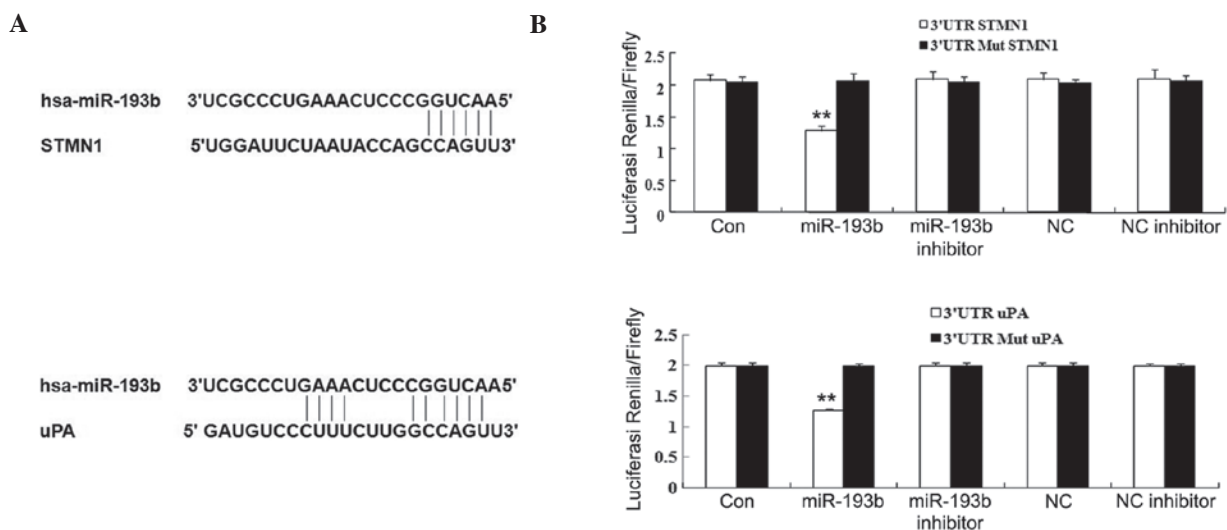 A
hsa-miR-193b 3'UCGCCCUGAAACUCCCGGUCAA5'
STMN1 5'UGGAUUCUAAUACCAGCCAGUU3'
hsa-miR-193b 3'UCGCCCUGAAACUCCCGGUCAA5'
uPA 5' GAUGUCCCUUUCUUGGCCAGUU3'
B
3'UTR STMN1
3'UTR Mut STMN1
Luciferasi Renilla/Firefly
2.5
2
1.5
1
0.5
0
**
Con miR-193b miR-193b inhibitor NC NC inhibitor
3'UTR uPA
3'UTR Mut uPA
Luciferasi Renilla/Firefly
2.5
2
1.5
1
0.5
0
**
Con miR-193b miR-193b inhibitor NC NC inhibitor